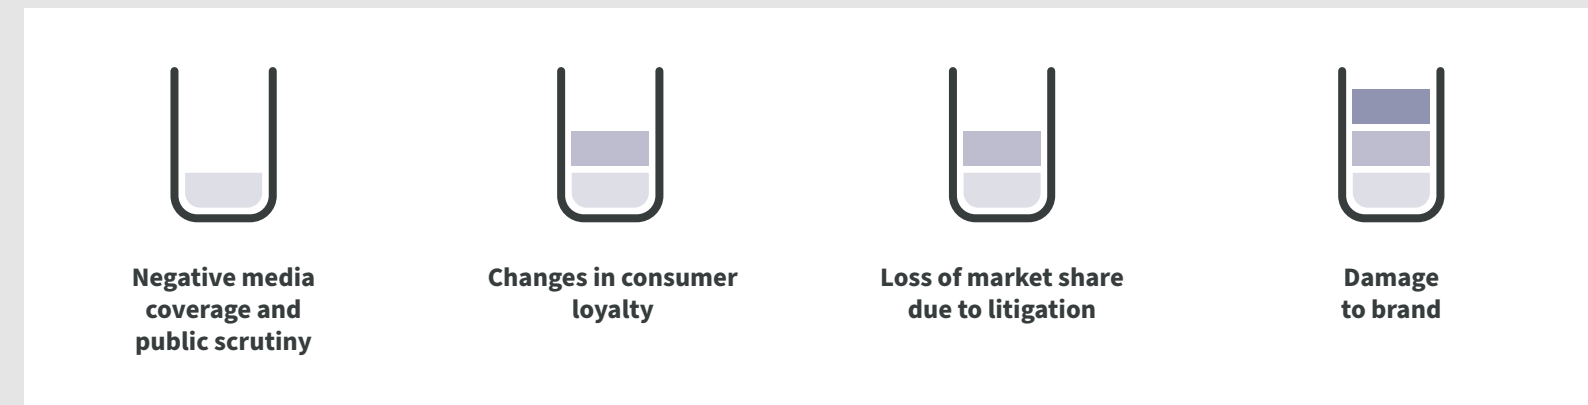 Negative media
coverage and
public scrutiny
Changes in consumer
loyalty
Loss of market share
due to litigation
Damage
to brand